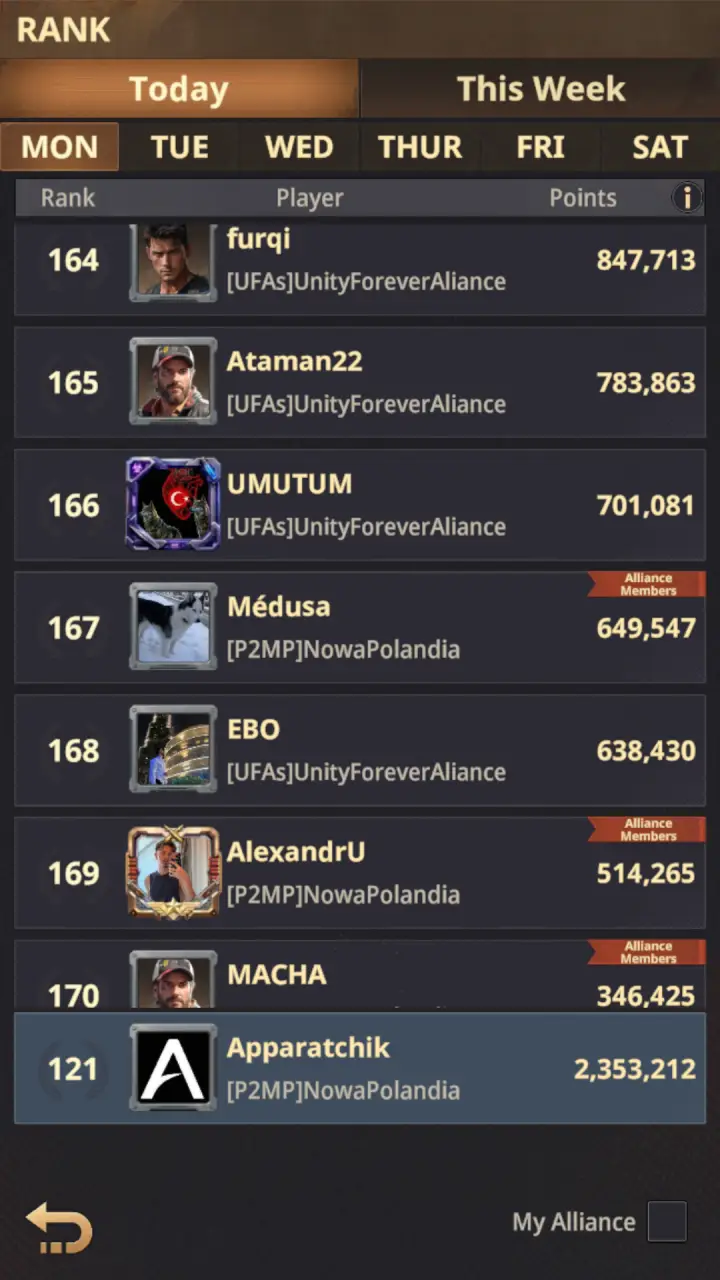 RANK
Today
This Week
MON
TUE
WED
THUR
FRI
SAT
Rank
Player
Points
i
164
furqi
[UFAs]UnityForeverAliance
847,713
165
Ataman22
[UFAs]UnityForeverAliance
783,863
166
UMUTUM
[UFAs]UnityForeverAliance
701,081
Alliance
Members
167
Médusa
[P2MP]NowaPolandia
649,547
168
EBO
[UFAs]UnityForeverAliance
638,430
Alliance
Members
169
AlexandrU
[P2MP]NowaPolandia
514,265
Alliance
Members
170
MACHA
346,425
121
Apparatchik
[P2MP]NowaPolandia
2,353,212
My Alliance